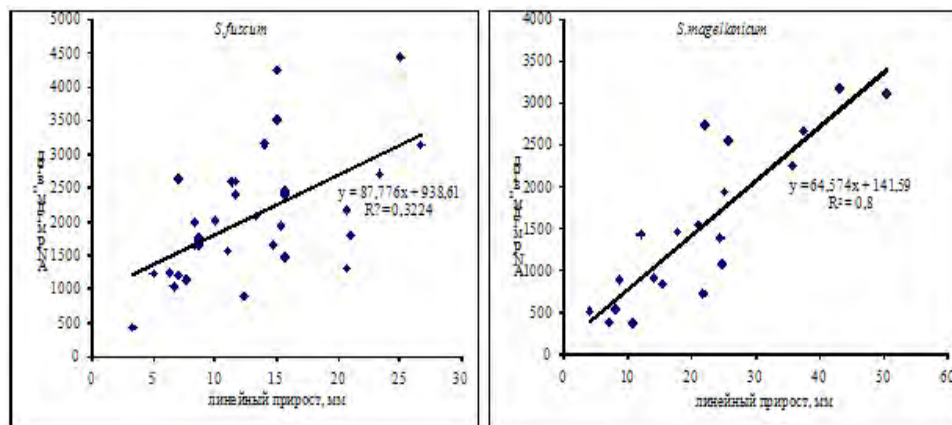 S.fuscum
5000
4500
4000
3500
3000
2500
2000
1500
1000
500
0
y = 87,776x + 938,61
R? = 0,3224
0 5 10 15 20 25 30
линейный прирост, мм
S.magellanicum
4000
3500
3000
2500
2000
1500
1000
500
0
y = 64,574x + 141,59
R² = 0,8
0 10 20 30 40 50 60
линейный прирост, мм